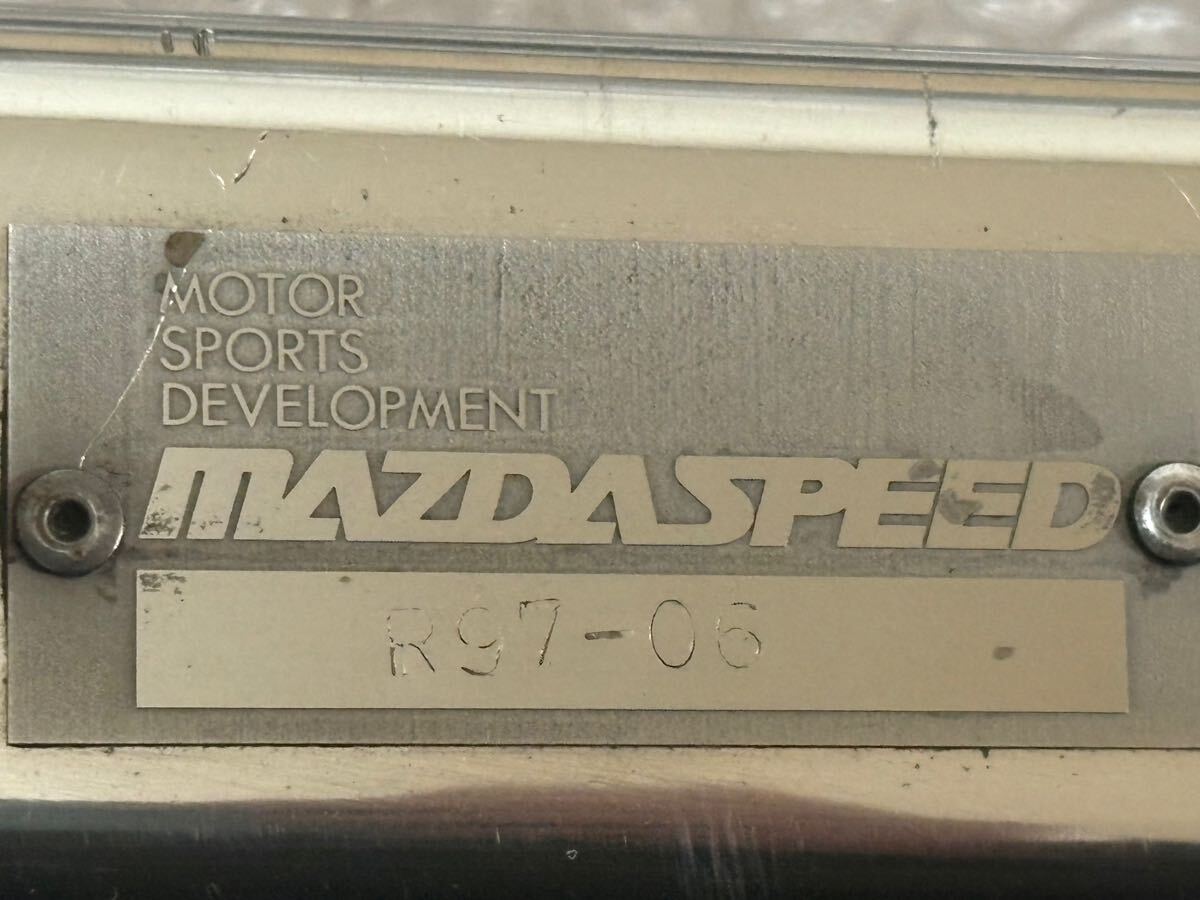 MOTOR
SPORTS
DEVELOPMENT
MAZDASPEED
R97-06